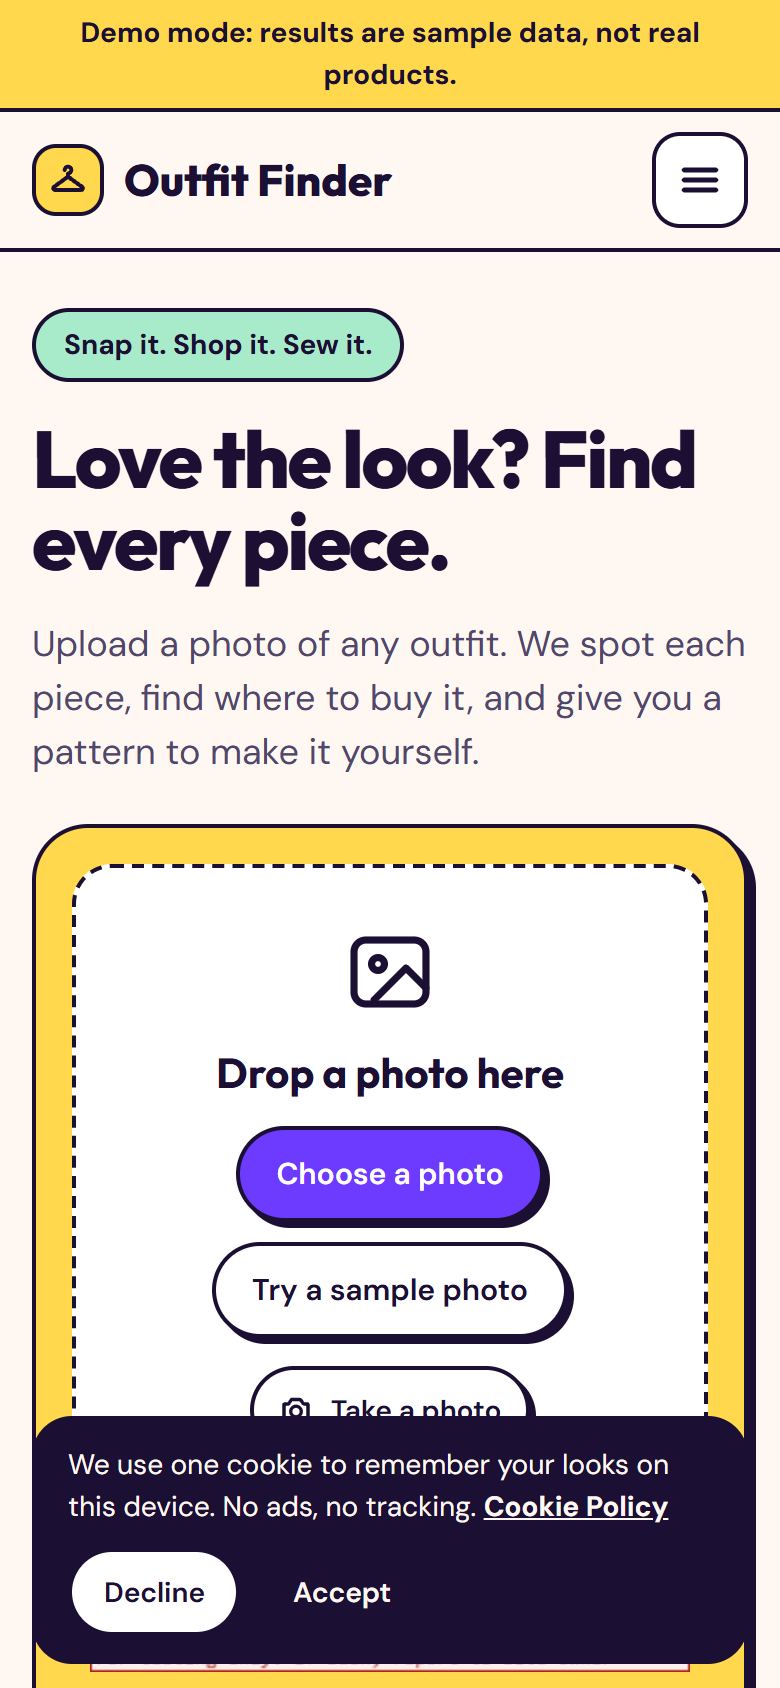 Demo mode: results are sample data, not real
products.
Outfit Finder
Snap it. Shop it. Sew it.
Love the look? Find
every piece.
Upload a photo of any outfit. We spot each
piece, find where to buy it, and give you a
pattern to make it yourself.
Drop a photo here
Choose a photo
Try a sample photo
Take a photo
We use one cookie to remember your looks on
this device. No ads, no tracking. Cookie Policy
Decline
Accept